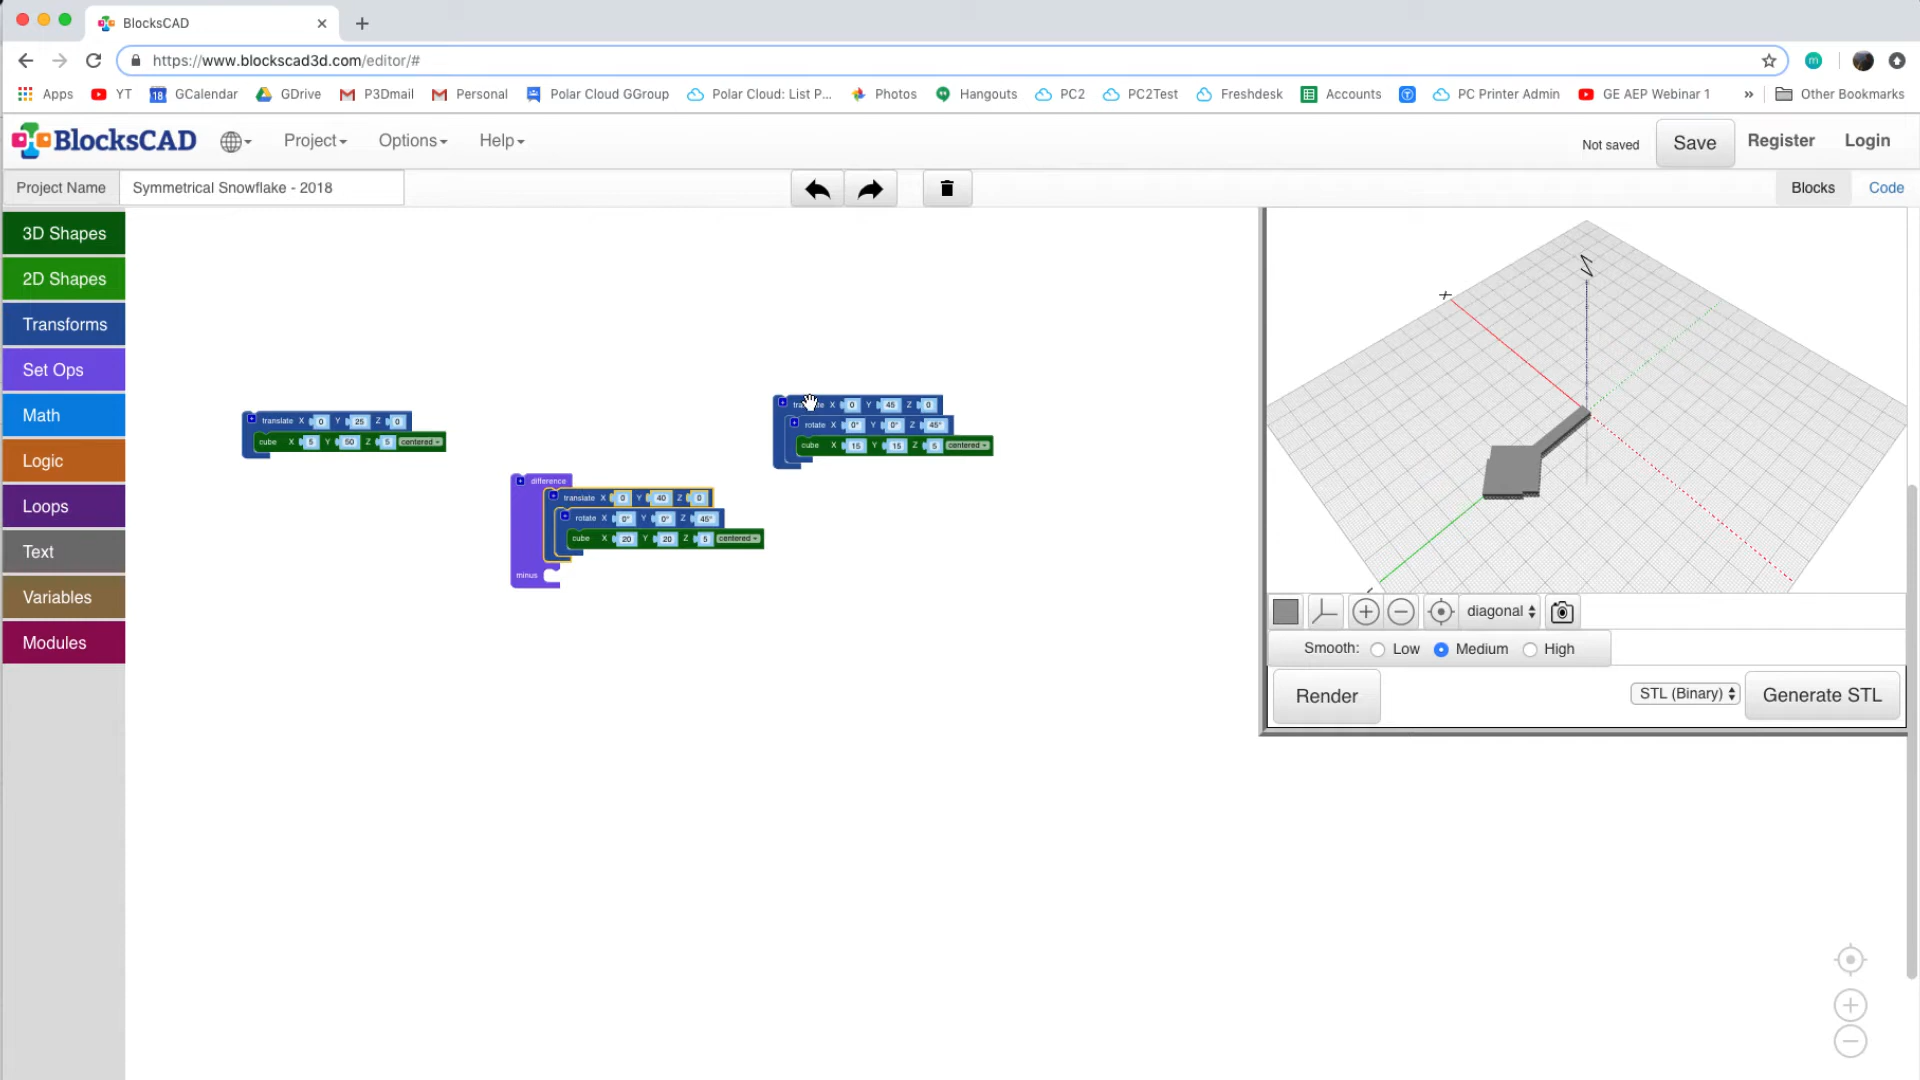 BlocksCAD
https://www.blockscad3d.com/editor/#
Apps YT 18 GCalendar GDrive P3Dmail Personal Polar Cloud GGroup Polar Cloud: List P... Photos Hangouts PC2 PC2Test Freshdesk Accounts PC Printer Admin GE AEP Webinar 1 » Other Bookmarks
BlocksCAD Project Options Help Not saved Save Register Login
Project Name Symmetrical Snowflake - 2018 Blocks Code
3D Shapes
2D Shapes
Transforms
Set Ops
Math
Logic
Loops
Text
Variables
Modules
translate X 0 Y 25 Z 0
cube X 5 Y 50 Z 5 centered
difference
translate X 0 Y 40 Z 0
rotate X 0° Y 0° Z 45°
cube X 20 Y 20 Z 5 centered
minus
X 0 Y 45 Z 0
rotate X 0° Y 0° Z 45°
cube X 15 Y 15 Z 5 centered
Z
diagonal
Smooth: Low Medium High
Render STL (Binary) Generate STL